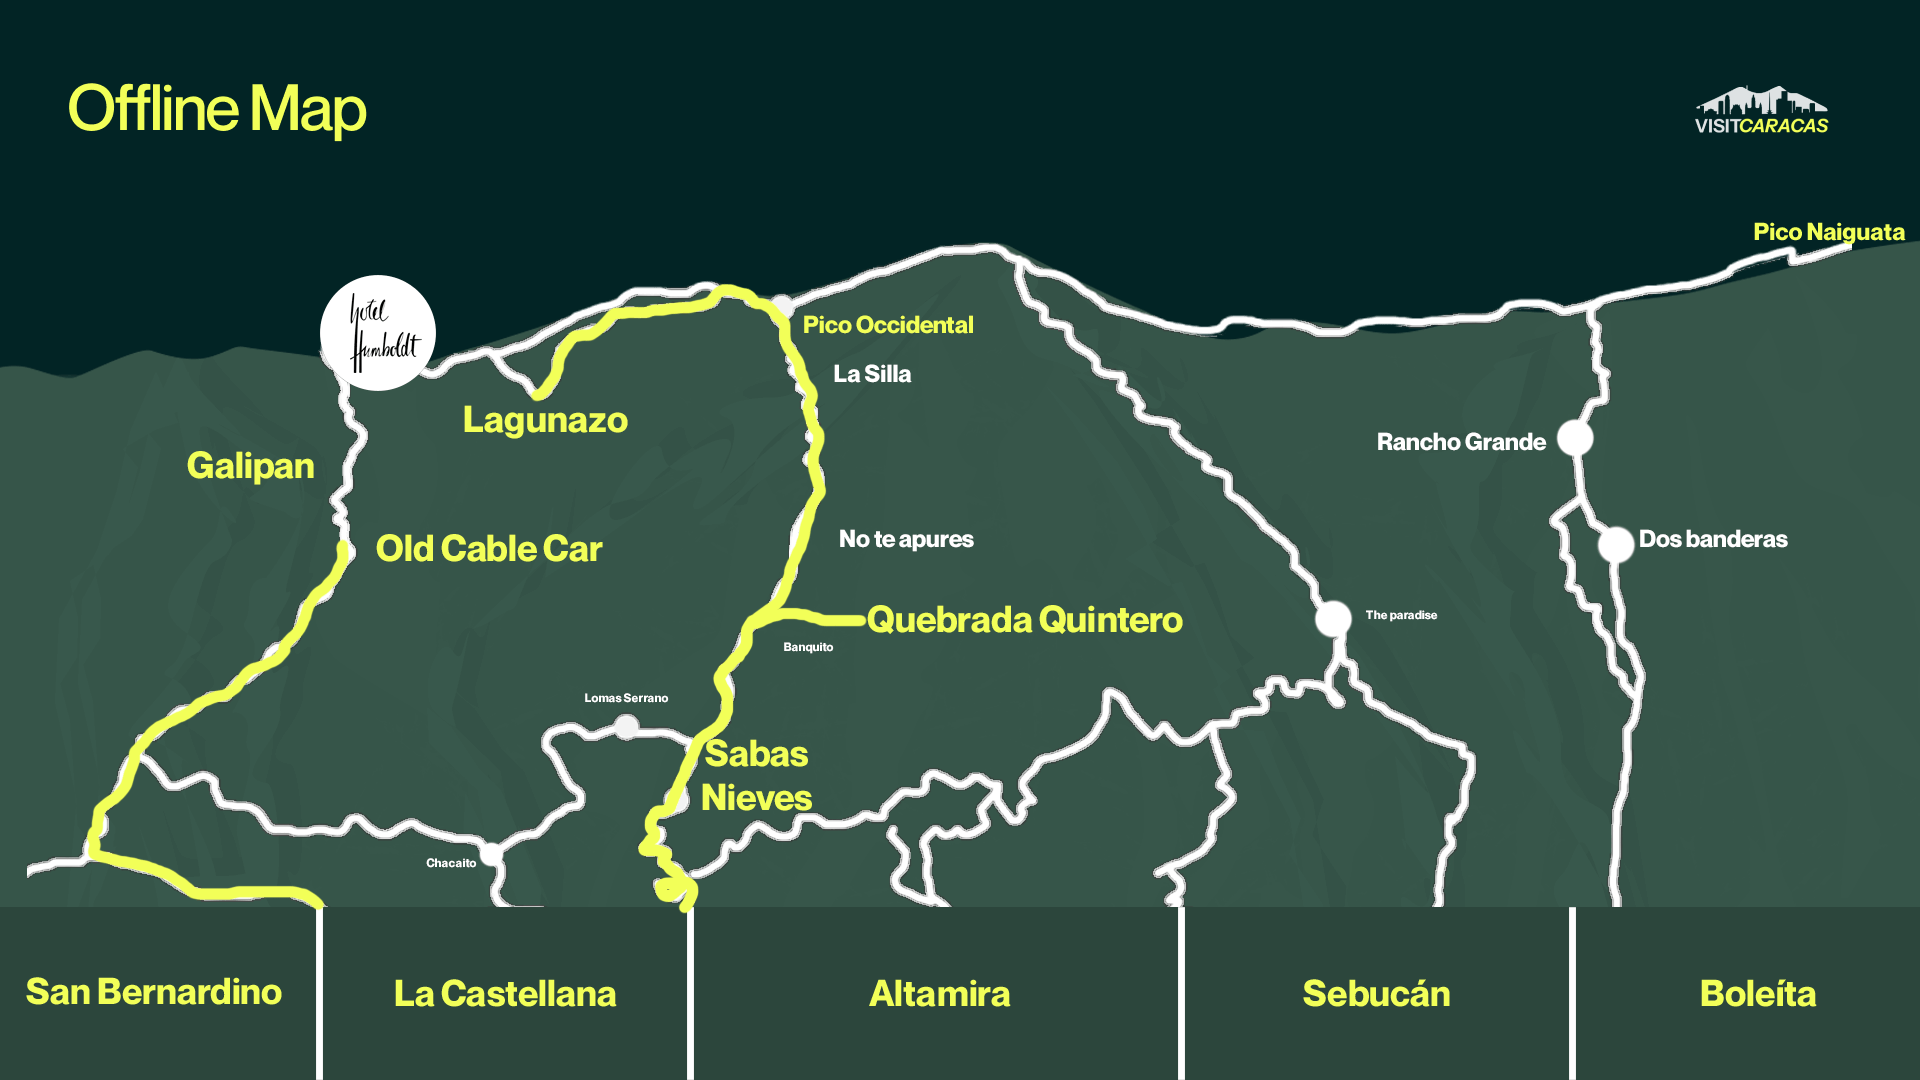 Offline Map
VISITCARACAS
Pico Naiguata
hotel
Humboldt
Pico Occidental
La Silla
Lagunazo
Galipan
Rancho Grande
Old Cable Car
No te apures
Dos banderas
Quebrada Quintero
The paradise
Banquito
Lomas Serrano
Sabas
Nieves
Chacaito
San Bernardino
La Castellana
Altamira
Sebucán
Boleíta